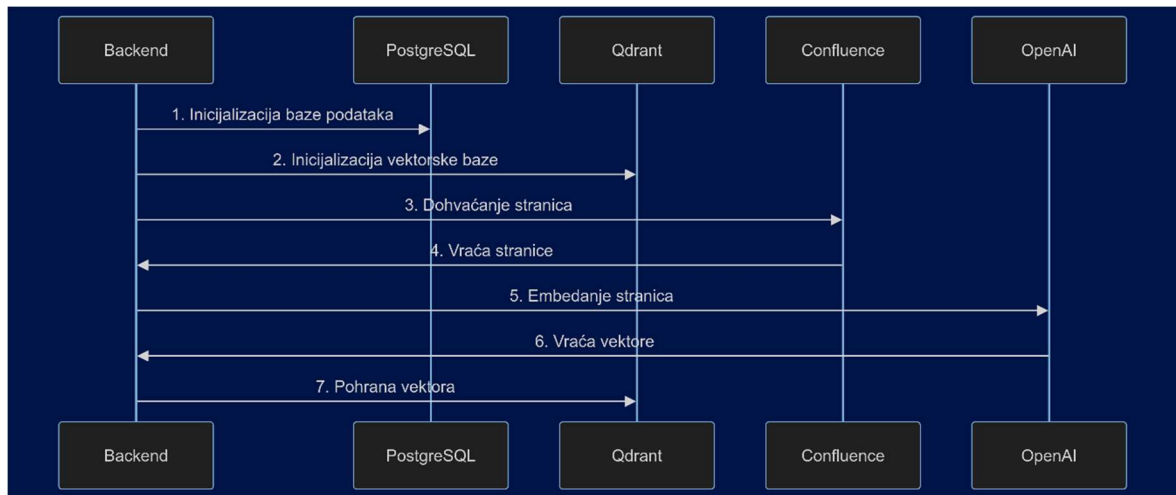 Backend
PostgreSQL
Qdrant
Confluence
OpenAI
1. Inicijalizacija baze podataka
2. Inicijalizacija vektorske baze
3. Dohvaćanje stranica
4. Vraća stranice
5. Embedanje stranica
6. Vraća vektore
7. Pohrana vektora
Backend
PostgreSQL
Qdrant
Confluence
OpenAI